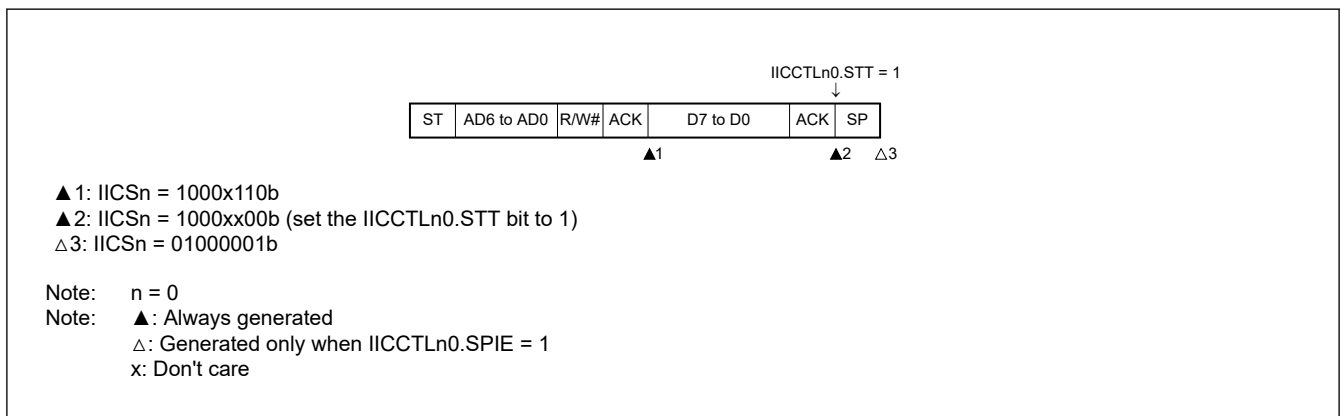 IICCTLn0.STT = 1
↓
ST AD6 to AD0 R/W# ACK D7 to D0 ACK SP
▲1 ▲2 △3
▲1: IICSn = 1000x110b
▲2: IICSn = 1000xx00b (set the IICCTLn0.STT bit to 1)
△3: IICSn = 01000001b
Note: n = 0
Note: ▲: Always generated
△: Generated only when IICCTLn0.SPIE = 1
x: Don't care